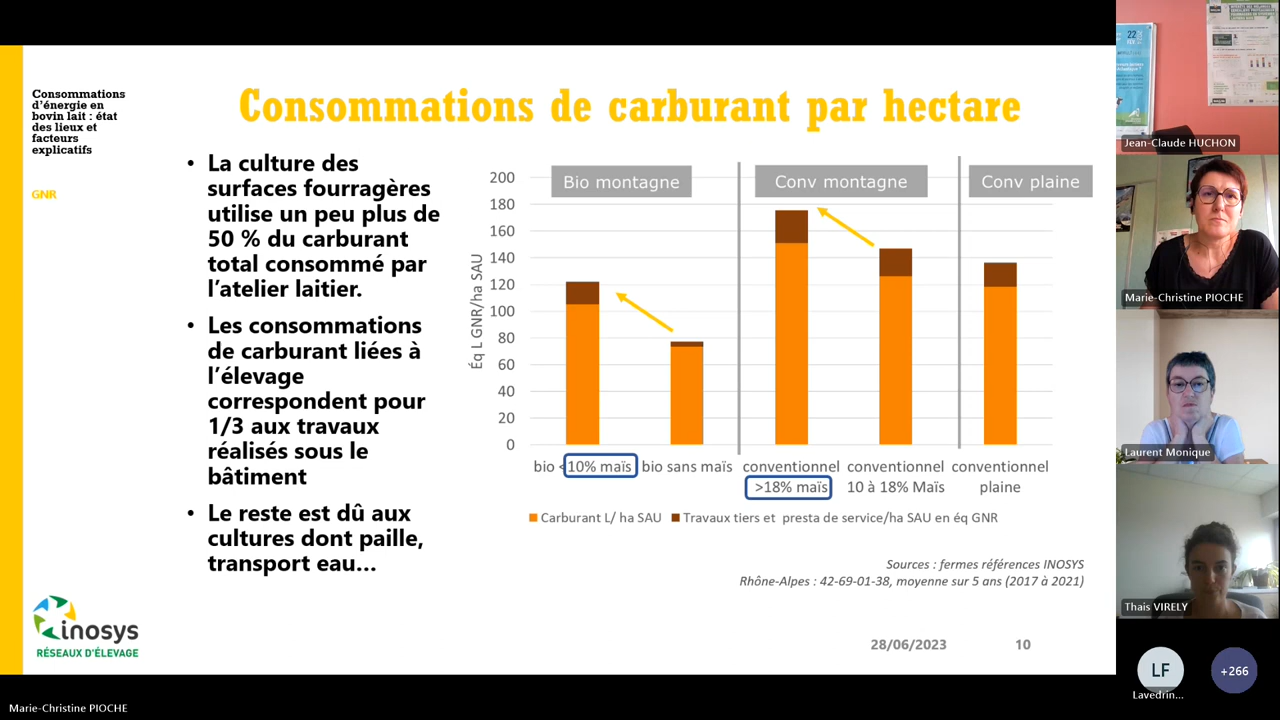 Consommations
d'énergie en
bovin lait : état
des lieux et
facteurs
explicatifs
GNR
Consommations de carburant par hectare
• La culture des
surfaces fourragères
utilise un peu plus de
50 % du carburant
total consommé par
l'atelier laitier.
• Les consommations
de carburant liées à
l'élevage
correspondent pour
1/3 aux travaux
réalisés sous le
bâtiment
• Le reste est dû aux
cultures dont paille,
transport eau…
Bio montagne
Conv montagne
Conv plaine
Éq L GNR/ha SAU
200
180
160
140
120
100
80
60
40
20
0
bio <10% maïs
bio sans maïs
conventionnel
>18% maïs
conventionnel
10 à 18% Maïs
conventionnel
plaine
Carburant L/ ha SAU
Travaux tiers et presta de service/ha SAU en éq GNR
Sources : fermes références INOSYS
Rhône-Alpes : 42-69-01-38, moyenne sur 5 ans (2017 à 2021)
inosys
RÉSEAUX D'ÉLEVAGE
28/06/2023
10
Marie-Christine PIOCHE
22
Jean-Claude HUCHON
Marie-Christine PIOCHE
Laurent Monique
Thais VIRELY
LF
Lavedrin...
+266